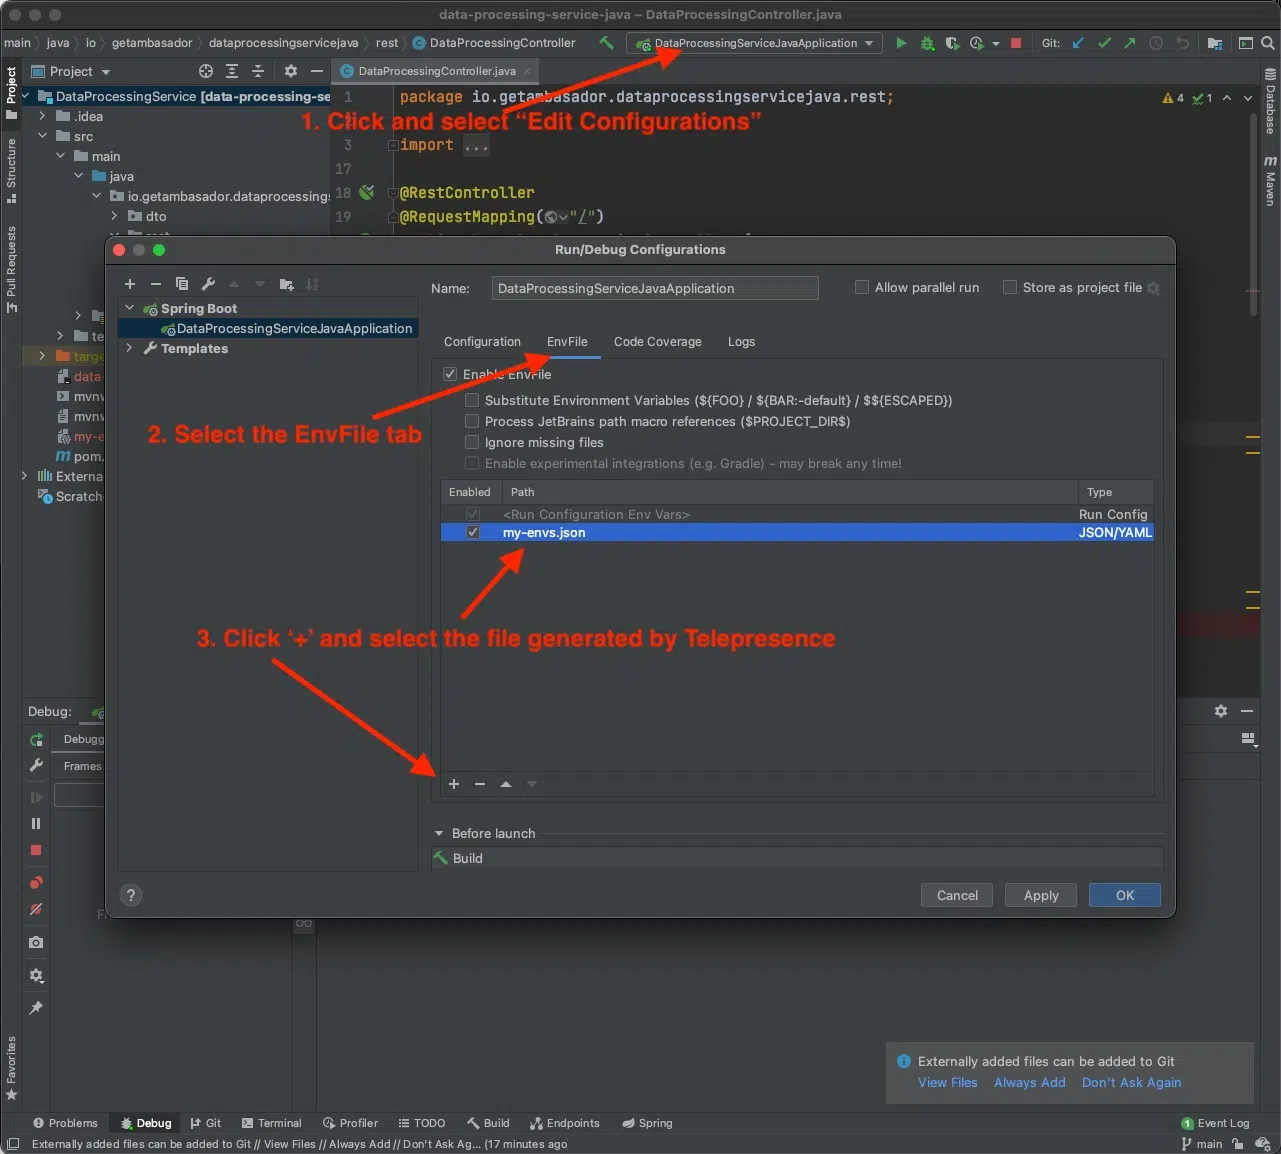 data-processing-service-java – DataProcessingController.java
main java io getambasador dataprocessingservicejava rest DataProcessingController
DataProcessingServiceJavaApplication
Git:
Project
DataProcessingController.java
Project
Structure
Pull Requests
Favorites
Database
Maven
DataProcessingService [data-processing-se
.idea
src
main
java
io.getambasador.dataprocessings
dto
te
targe
data-
mvnw
mvnw
my-e
pom.
Externa
Scratch
1 package io.getambasador.dataprocessingservicejava.rest;
4 1
1. Click and select “Edit Configurations”
3 import ...
17
18 @RestController
19 @RequestMapping("/")
Run/Debug Configurations
Spring Boot
DataProcessingServiceJavaApplication
Templates
Name: DataProcessingServiceJavaApplication
Allow parallel run
Store as project file
Configuration EnvFile Code Coverage Logs
Enable EnvFile
Substitute Environment Variables (${FOO} / ${BAR:-default} / $${ESCAPED})
Process JetBrains path macro references ($PROJECT_DIR$)
2. Select the EnvFile tab
Ignore missing files
Enable experimental integrations (e.g. Gradle) - may break any time!
Enabled Path Type
<Run Configuration Env Vars> Run Config
my-envs.json JSON/YAML
3. Click ‘+’ and select the file generated by Telepresence
Before launch
Build
?
Cancel Apply OK
Debug:
Debugg
Frames
Externally added files can be added to Git
View Files Always Add Don't Ask Again
Problems Debug Git Terminal Profiler TODO Build Endpoints Spring
1 Event Log
Externally added files can be added to Git // View Files // Always Add // Don't Ask Ag... (17 minutes ago)
main